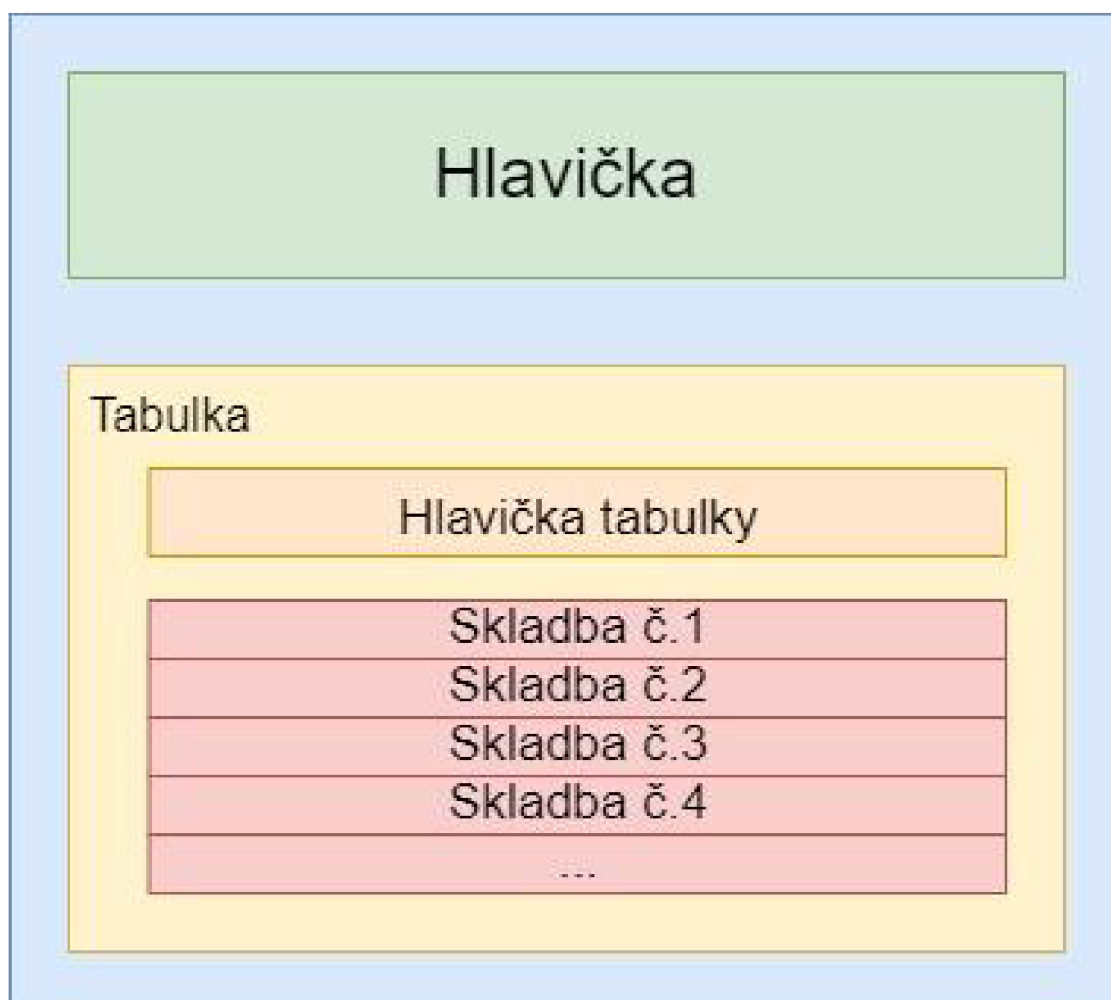 Hlavička
Tabulka
Hlavička tabulky
Skladba č.1
Skladba č.2
Skladba č.3
Skladba č.4
...